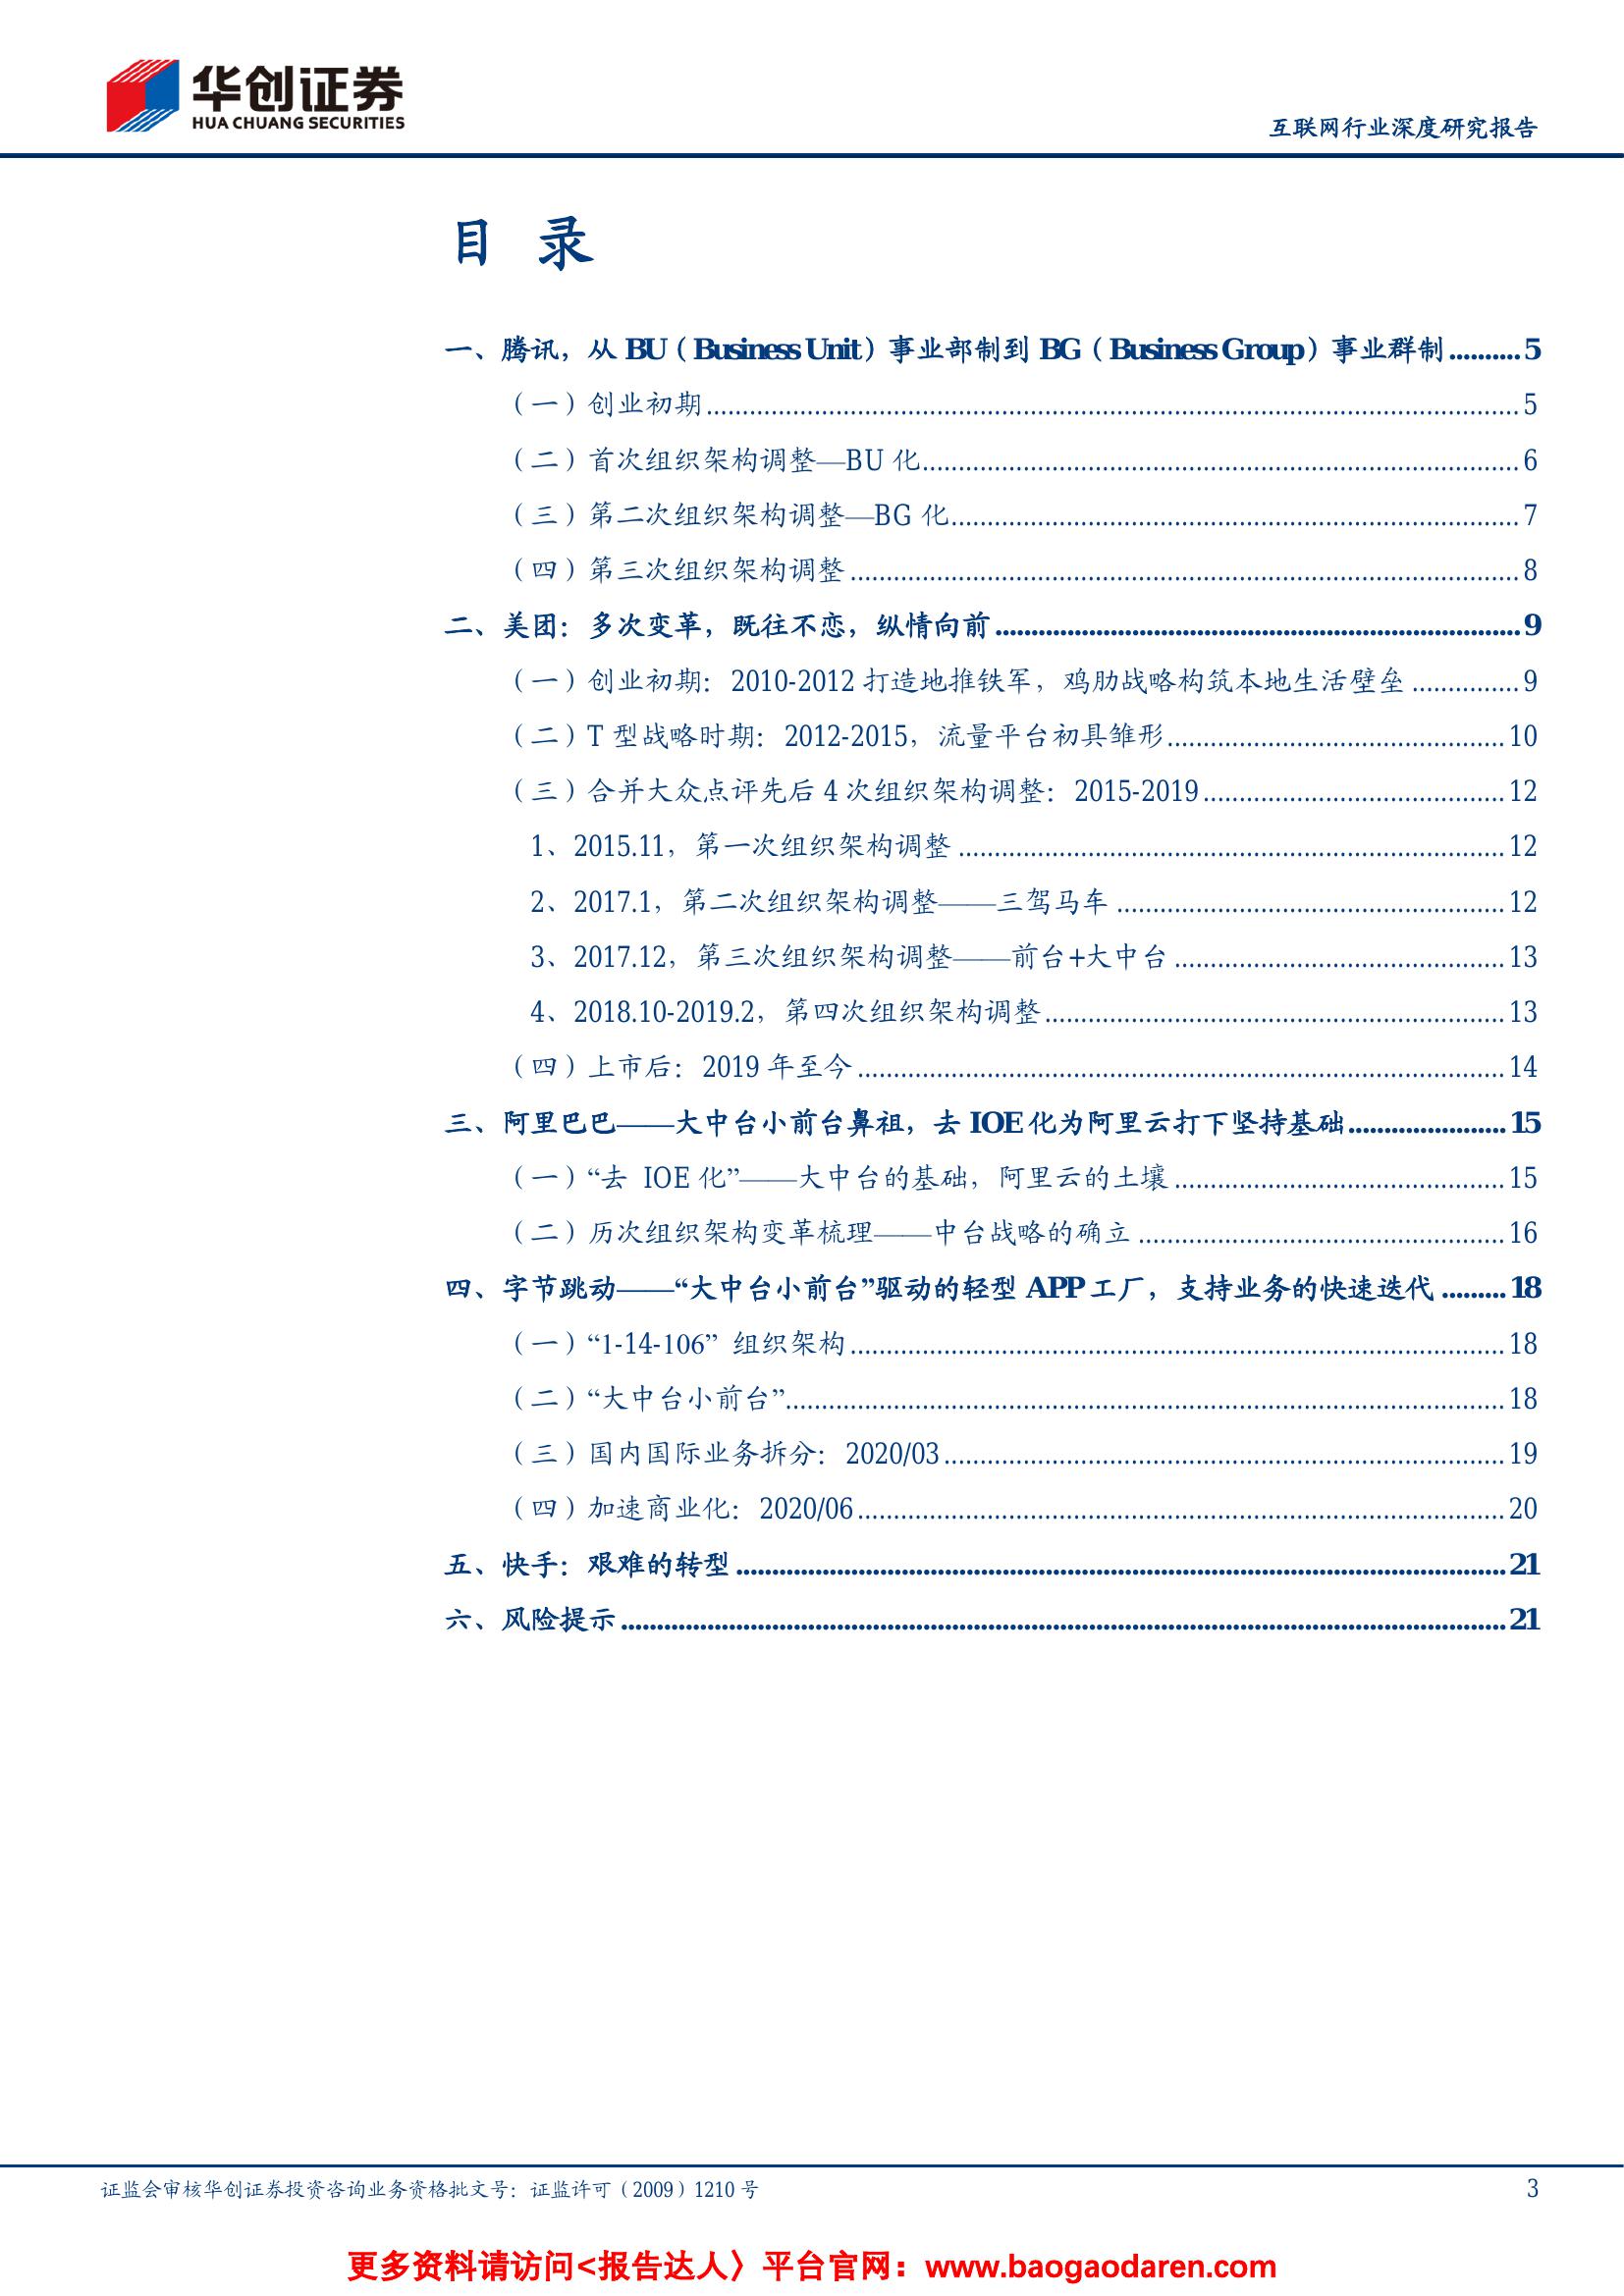 华创证券
HUA CHUANG SECURITIES
互联网行业深度研究报告
目 录
一、腾讯，从 BU（Business Unit）事业部制到 BG（Business Group）事业群制..........5
（一）创业初期..........5
（二）首次组织架构调整—BU 化..........6
（三）第二次组织架构调整—BG 化..........7
（四）第三次组织架构调整..........8
二、美团：多次变革，既往不恋，纵情向前..........9
（一）创业初期：2010-2012 打造地推铁军，鸡肋战略构筑本地生活壁垒..........9
（二）T 型战略时期：2012-2015，流量平台初具雏形..........10
（三）合并大众点评先后 4 次组织架构调整：2015-2019..........12
1、2015.11，第一次组织架构调整..........12
2、2017.1，第二次组织架构调整——三驾马车..........12
3、2017.12，第三次组织架构调整——前台+大中台..........13
4、2018.10-2019.2，第四次组织架构调整..........13
（四）上市后：2019 年至今..........14
三、阿里巴巴——大中台小前台鼻祖，去 IOE 化为阿里云打下坚持基础..........15
（一）“去 IOE 化”——大中台的基础，阿里云的土壤..........15
（二）历次组织架构变革梳理——中台战略的确立..........16
四、字节跳动——“大中台小前台”驱动的轻型 APP 工厂，支持业务的快速迭代..........18
（一）“1-14-106” 组织架构..........18
（二）“大中台小前台”..........18
（三）国内国际业务拆分：2020/03..........19
（四）加速商业化：2020/06..........20
五、快手：艰难的转型..........21
六、风险提示..........21
证监会审核华创证券投资咨询业务资格批文号：证监许可（2009）1210 号
3
更多资料请访问<报告达人〉平台官网：www.baogaodaren.com